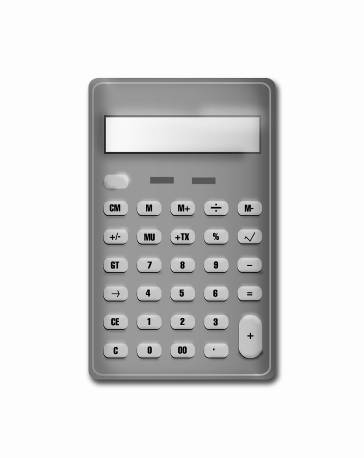 CM M M+ ÷ M-
+/- MU +TX % √
GT 7 8 9 −
→ 4 5 6 =
CE 1 2 3
+
C 0 00 .